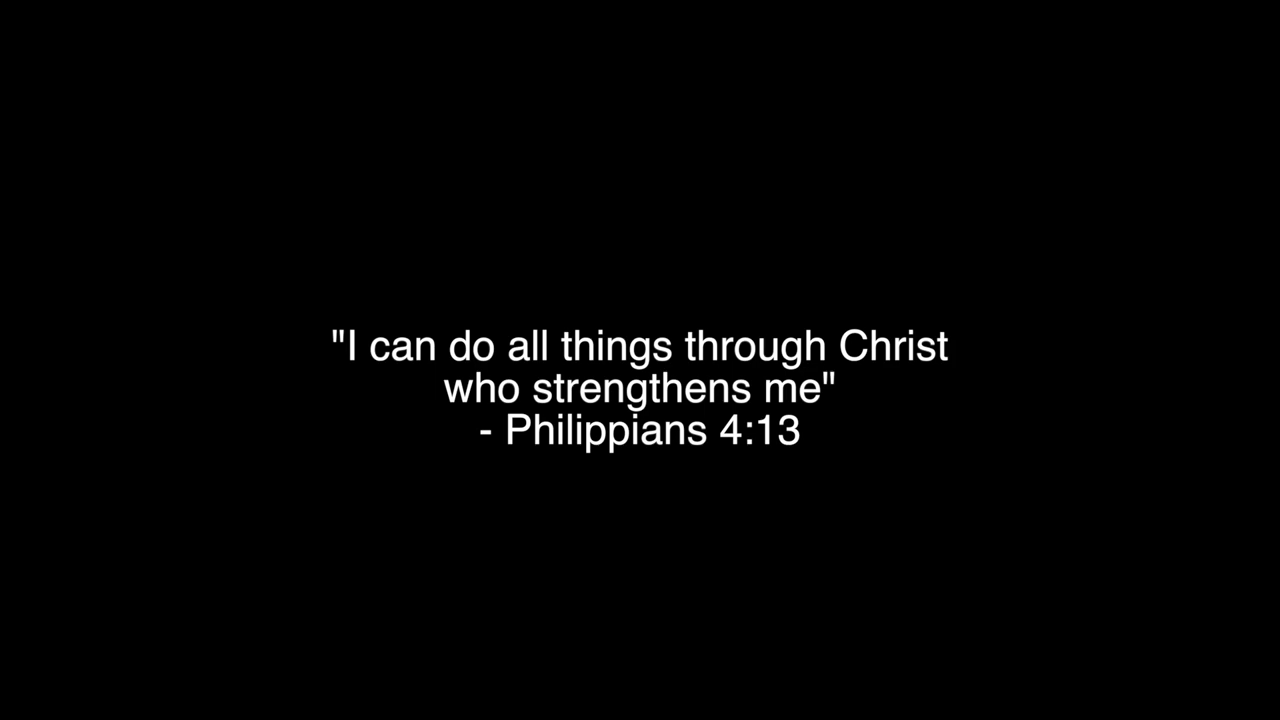 "I can do all things through Christ
who strengthens me"
- Philippians 4:13